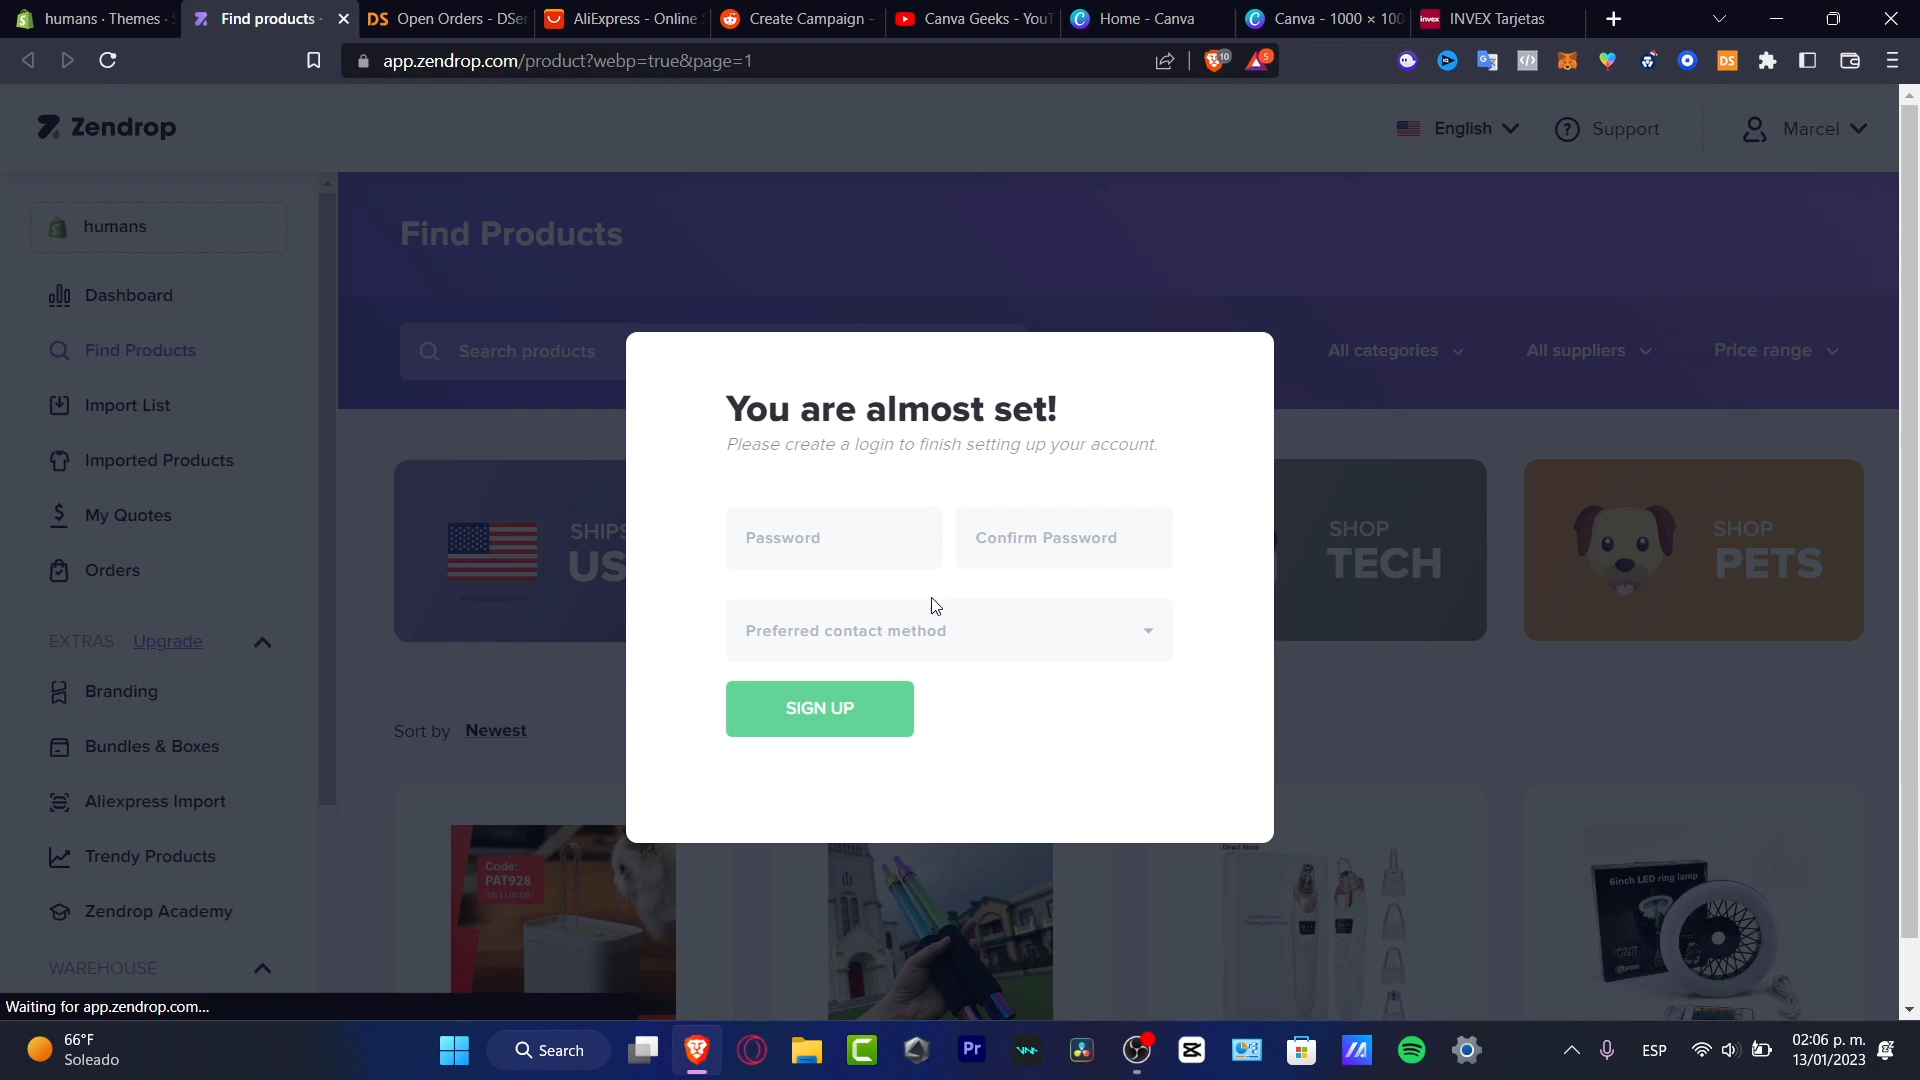 humans · Themes ·
Find products
Open Orders - DSer
AliExpress - Online
Create Campaign -
Canva Geeks - YouT
Home - Canva
Canva - 1000 × 100
INVEX Tarjetas
app.zendrop.com/product?webp=true&page=1
Zendrop
English
Support
Marcel
humans
Dashboard
Find Products
Import List
Imported Products
My Quotes
Orders
EXTRAS Upgrade
Branding
Bundles & Boxes
Aliexpress Import
Trendy Products
Zendrop Academy
WAREHOUSE
Find Products
Search products
All categories
All suppliers
Price range
SHIPS
US
SHOP
TECH
SHOP
PETS
Sort by Newest
You are almost set!
Please create a login to finish setting up your account.
Password
Confirm Password
Preferred contact method
SIGN UP
Code:
PAT928
6inch LED ring lamp
Waiting for app.zendrop.com...
66°F
Soleado
Search
ESP
02:06 p. m.
13/01/2023